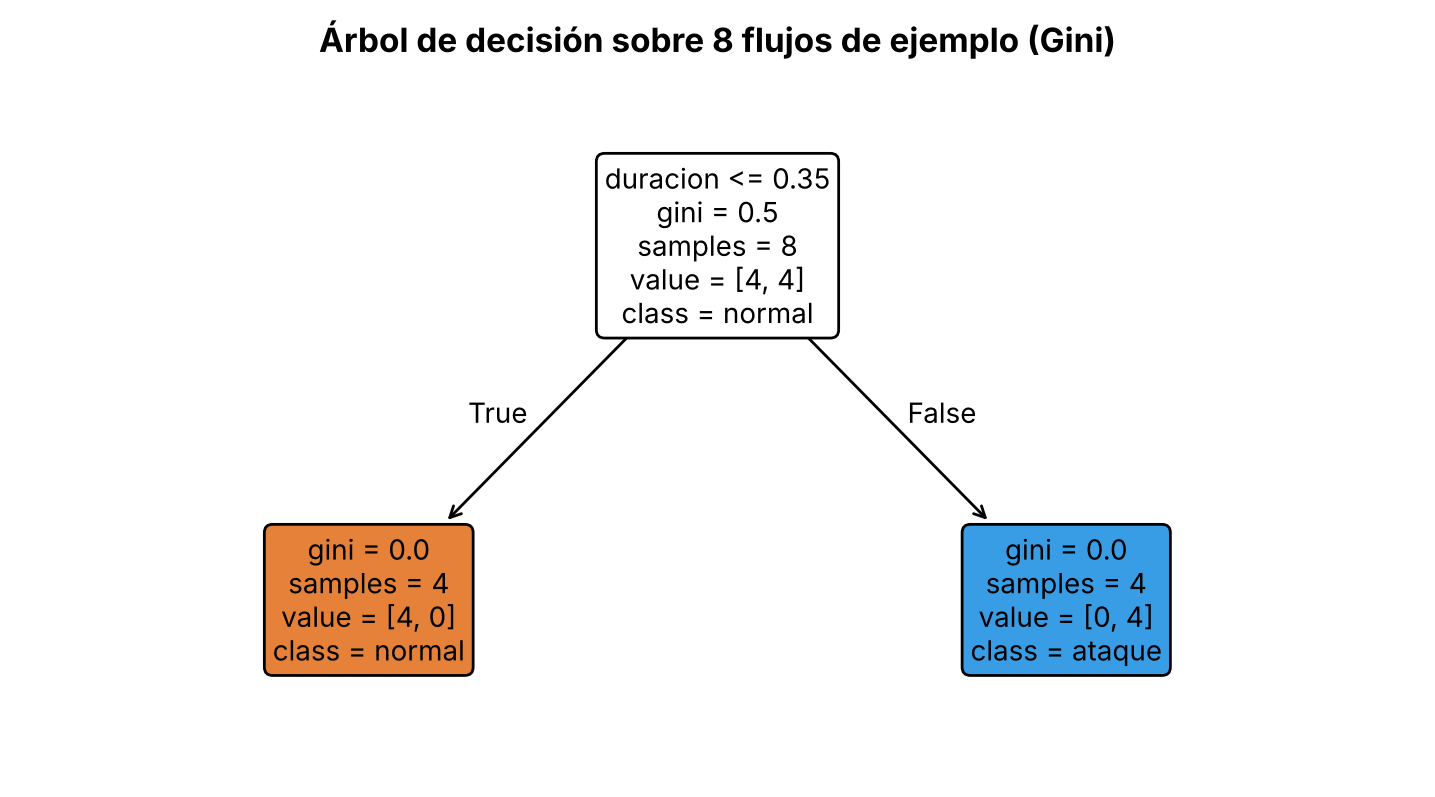 Árbol de decisión sobre 8 flujos de ejemplo (Gini)
duracion <= 0.35
gini = 0.5
samples = 8
value = [4, 4]
class = normal
True
False
gini = 0.0
samples = 4
value = [4, 0]
class = normal
gini = 0.0
samples = 4
value = [0, 4]
class = ataque